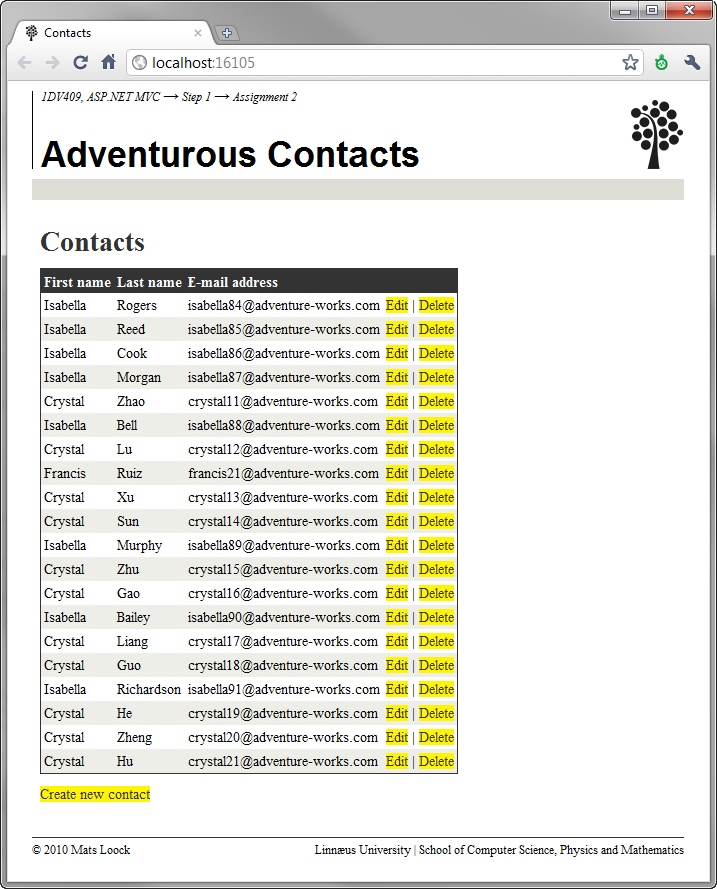 Contacts
localhost:16105
1DV409, ASP.NET MVC → Step 1 → Assignment 2
Adventurous Contacts
Contacts
First name Last name E-mail address
Isabella Rogers isabella84@adventure-works.com Edit | Delete
Isabella Reed isabella85@adventure-works.com Edit | Delete
Isabella Cook isabella86@adventure-works.com Edit | Delete
Isabella Morgan isabella87@adventure-works.com Edit | Delete
Crystal Zhao crystal11@adventure-works.com Edit | Delete
Isabella Bell isabella88@adventure-works.com Edit | Delete
Crystal Lu crystal12@adventure-works.com Edit | Delete
Francis Ruiz francis21@adventure-works.com Edit | Delete
Crystal Xu crystal13@adventure-works.com Edit | Delete
Crystal Sun crystal14@adventure-works.com Edit | Delete
Isabella Murphy isabella89@adventure-works.com Edit | Delete
Crystal Zhu crystal15@adventure-works.com Edit | Delete
Crystal Gao crystal16@adventure-works.com Edit | Delete
Isabella Bailey isabella90@adventure-works.com Edit | Delete
Crystal Liang crystal17@adventure-works.com Edit | Delete
Crystal Guo crystal18@adventure-works.com Edit | Delete
Isabella Richardson isabella91@adventure-works.com Edit | Delete
Crystal He crystal19@adventure-works.com Edit | Delete
Crystal Zheng crystal20@adventure-works.com Edit | Delete
Crystal Hu crystal21@adventure-works.com Edit | Delete
Create new contact
© 2010 Mats Loock Linnæus University | School of Computer Science, Physics and Mathematics